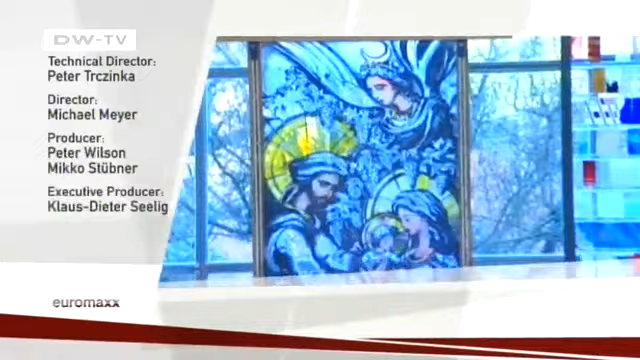 DW-TV
Technical Director:
Peter Trczinka
Director:
Michael Meyer
Producer:
Peter Wilson
Mikko Stübner
Executive Producer:
Klaus-Dieter Seelig
euromaxx